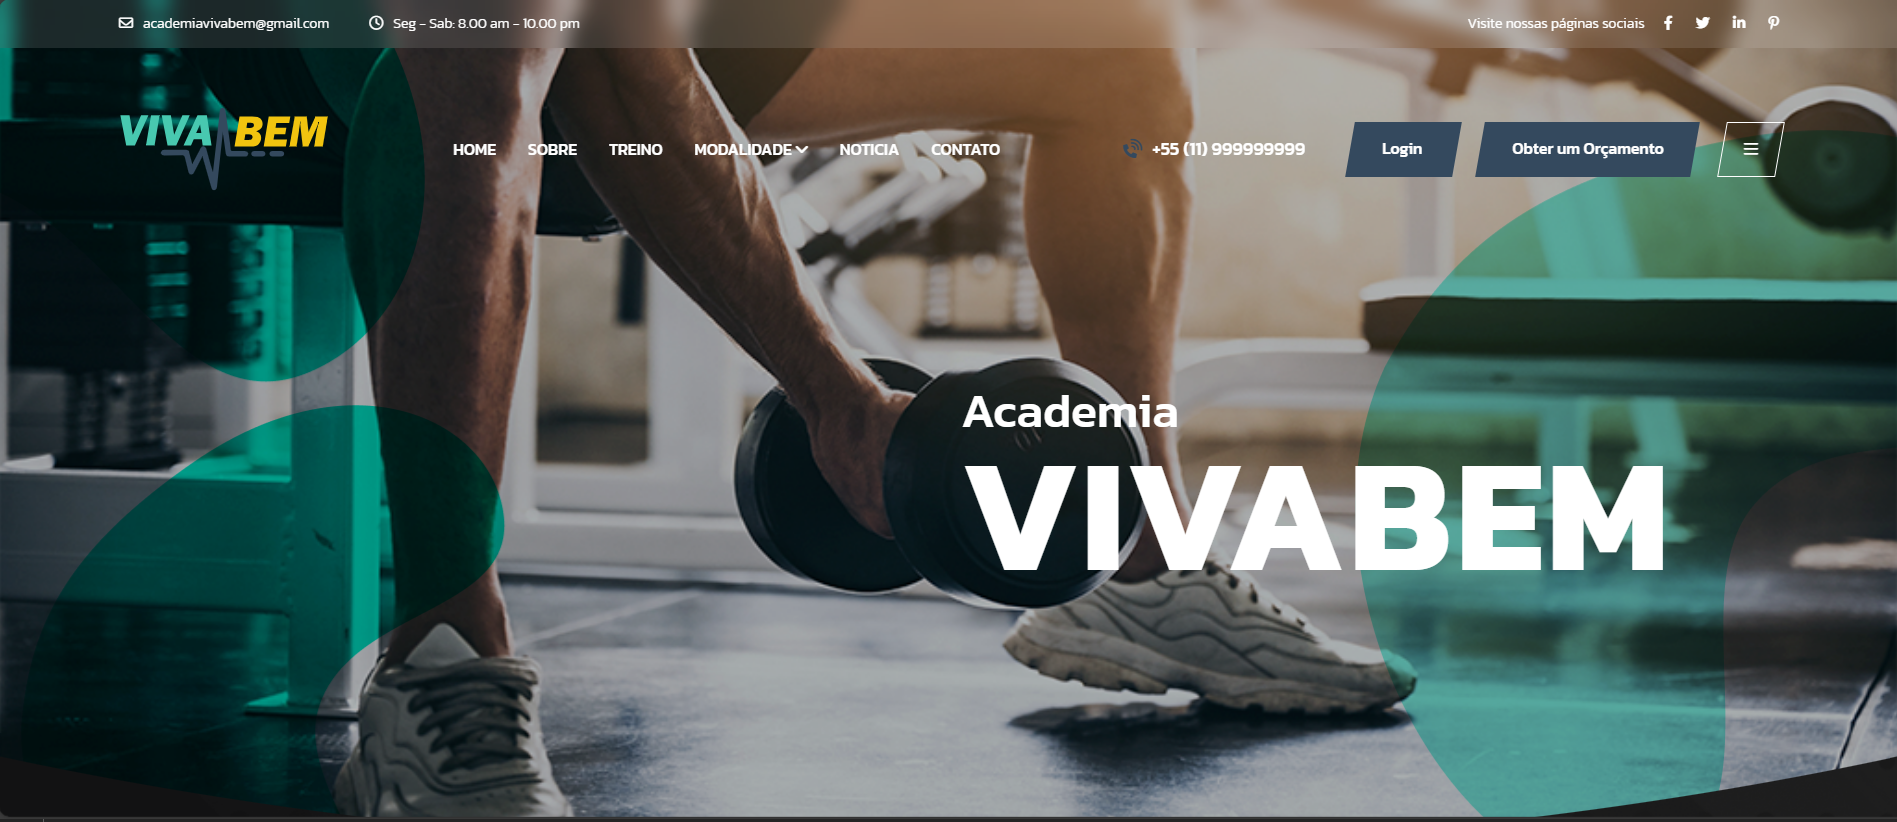 academiavivabem@gmail.com
Seg - Sab: 8.00 am - 10.00 pm
Visite nossas páginas sociais
VIVA BEM
HOME
SOBRE
TREINO
MODALIDADE
NOTICIA
CONTATO
+55 (11) 999999999
Login
Obter um Orçamento
Academia
VIVABEM